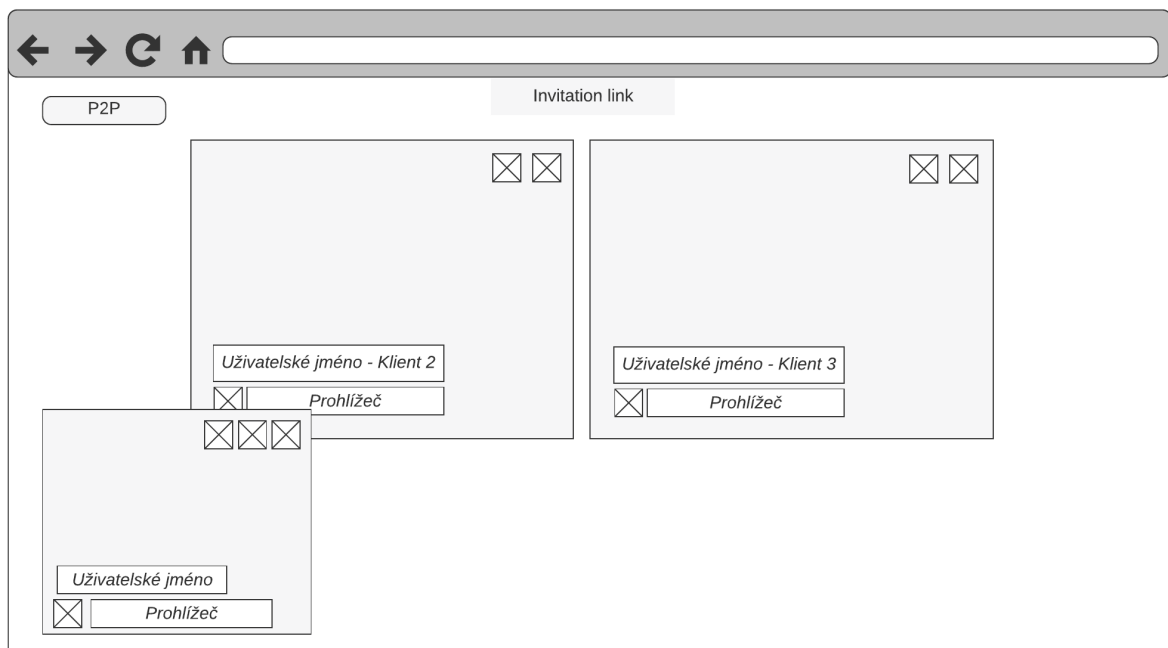 P2P
Invitation link
Uživatelské jméno - Klient 2
Prohlížeč
Uživatelské jméno - Klient 3
Prohlížeč
Uživatelské jméno
Prohlížeč